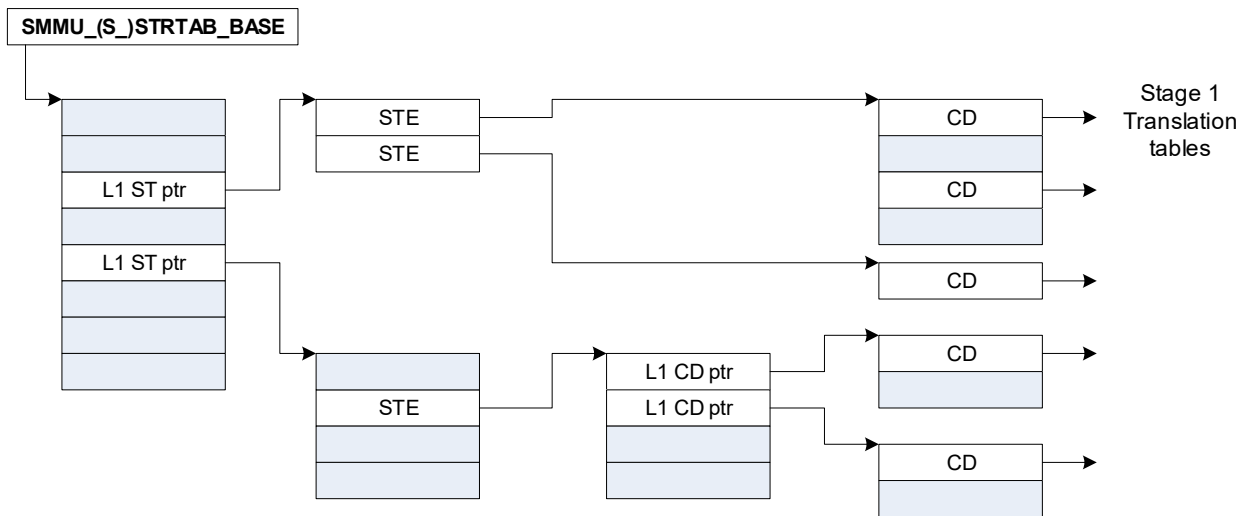 SMMU_(S_)STRTAB_BASE
STE
CD
Stage 1
Translation
tables
STE
L1 ST ptr
CD
L1 ST ptr
CD
L1 CD ptr
CD
STE
L1 CD ptr
CD